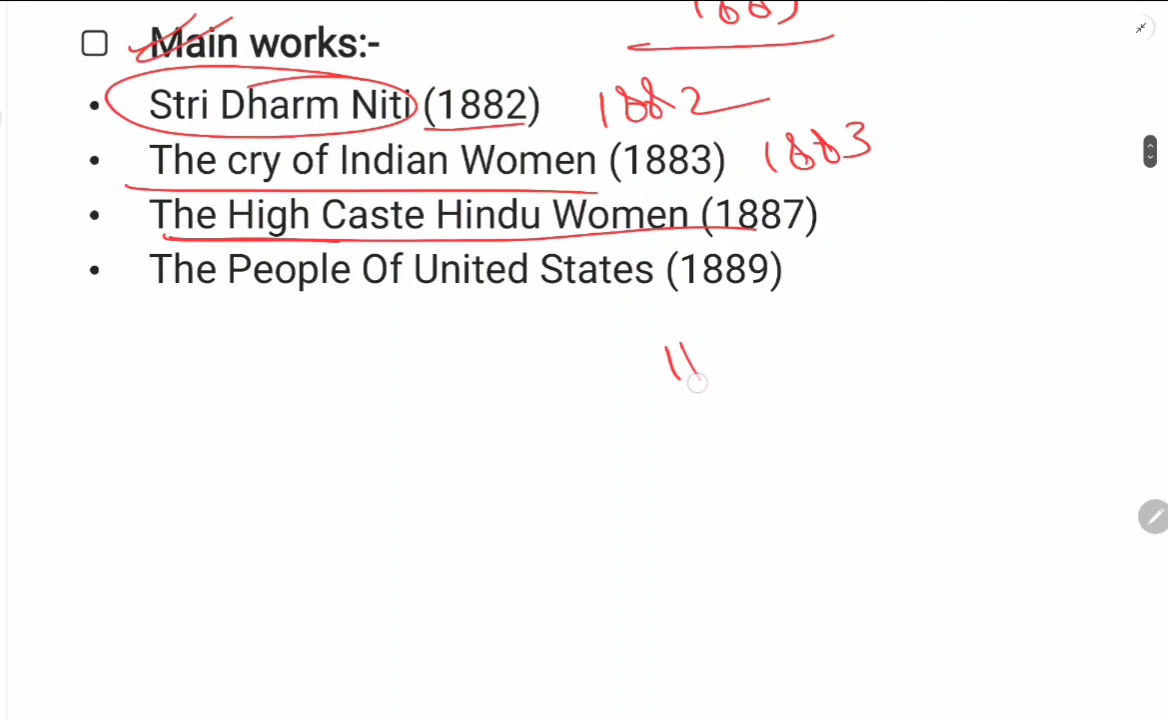 Main works:-
• Stri Dharm Niti (1882) 1882
• The cry of Indian Women (1883) 1883
• The High Caste Hindu Women (1887)
• The People Of United States (1889)